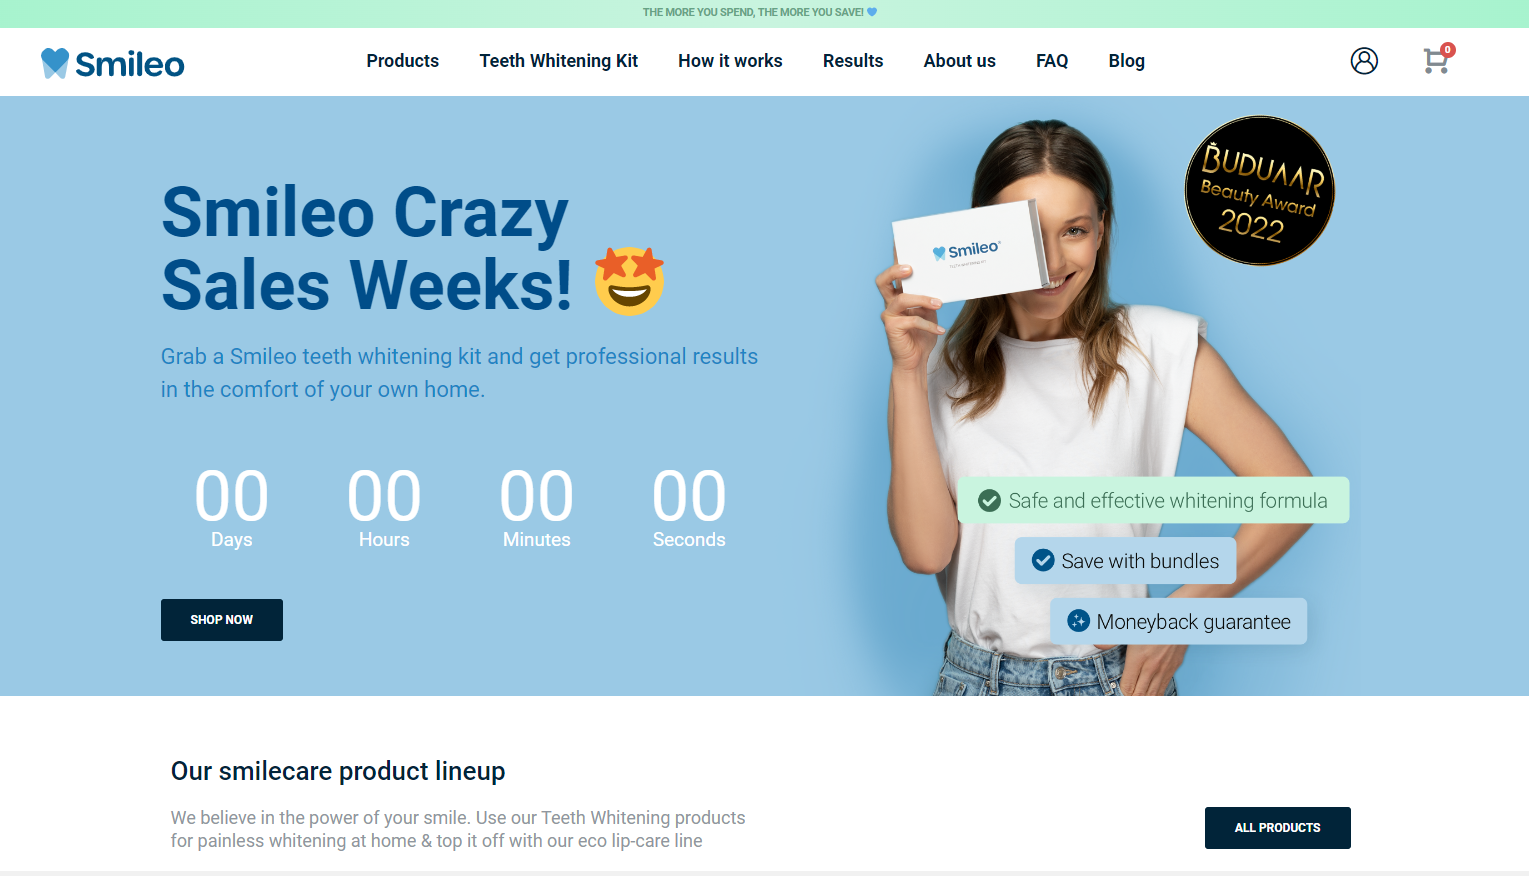 THE MORE YOU SPEND, THE MORE YOU SAVE!
Smileo
Products
Teeth Whitening Kit
How it works
Results
About us
FAQ
Blog
0
Smileo Crazy
Sales Weeks!
Grab a Smileo teeth whitening kit and get professional results
in the comfort of your own home.
00
Days
00
Hours
00
Minutes
00
Seconds
SHOP NOW
Smileo®
TEETH WHITENING KIT
BUDUAAR
Beauty Award
2022
Safe and effective whitening formula
Save with bundles
Moneyback guarantee
Our smilecare product lineup
We believe in the power of your smile. Use our Teeth Whitening products
for painless whitening at home & top it off with our eco lip-care line
ALL PRODUCTS